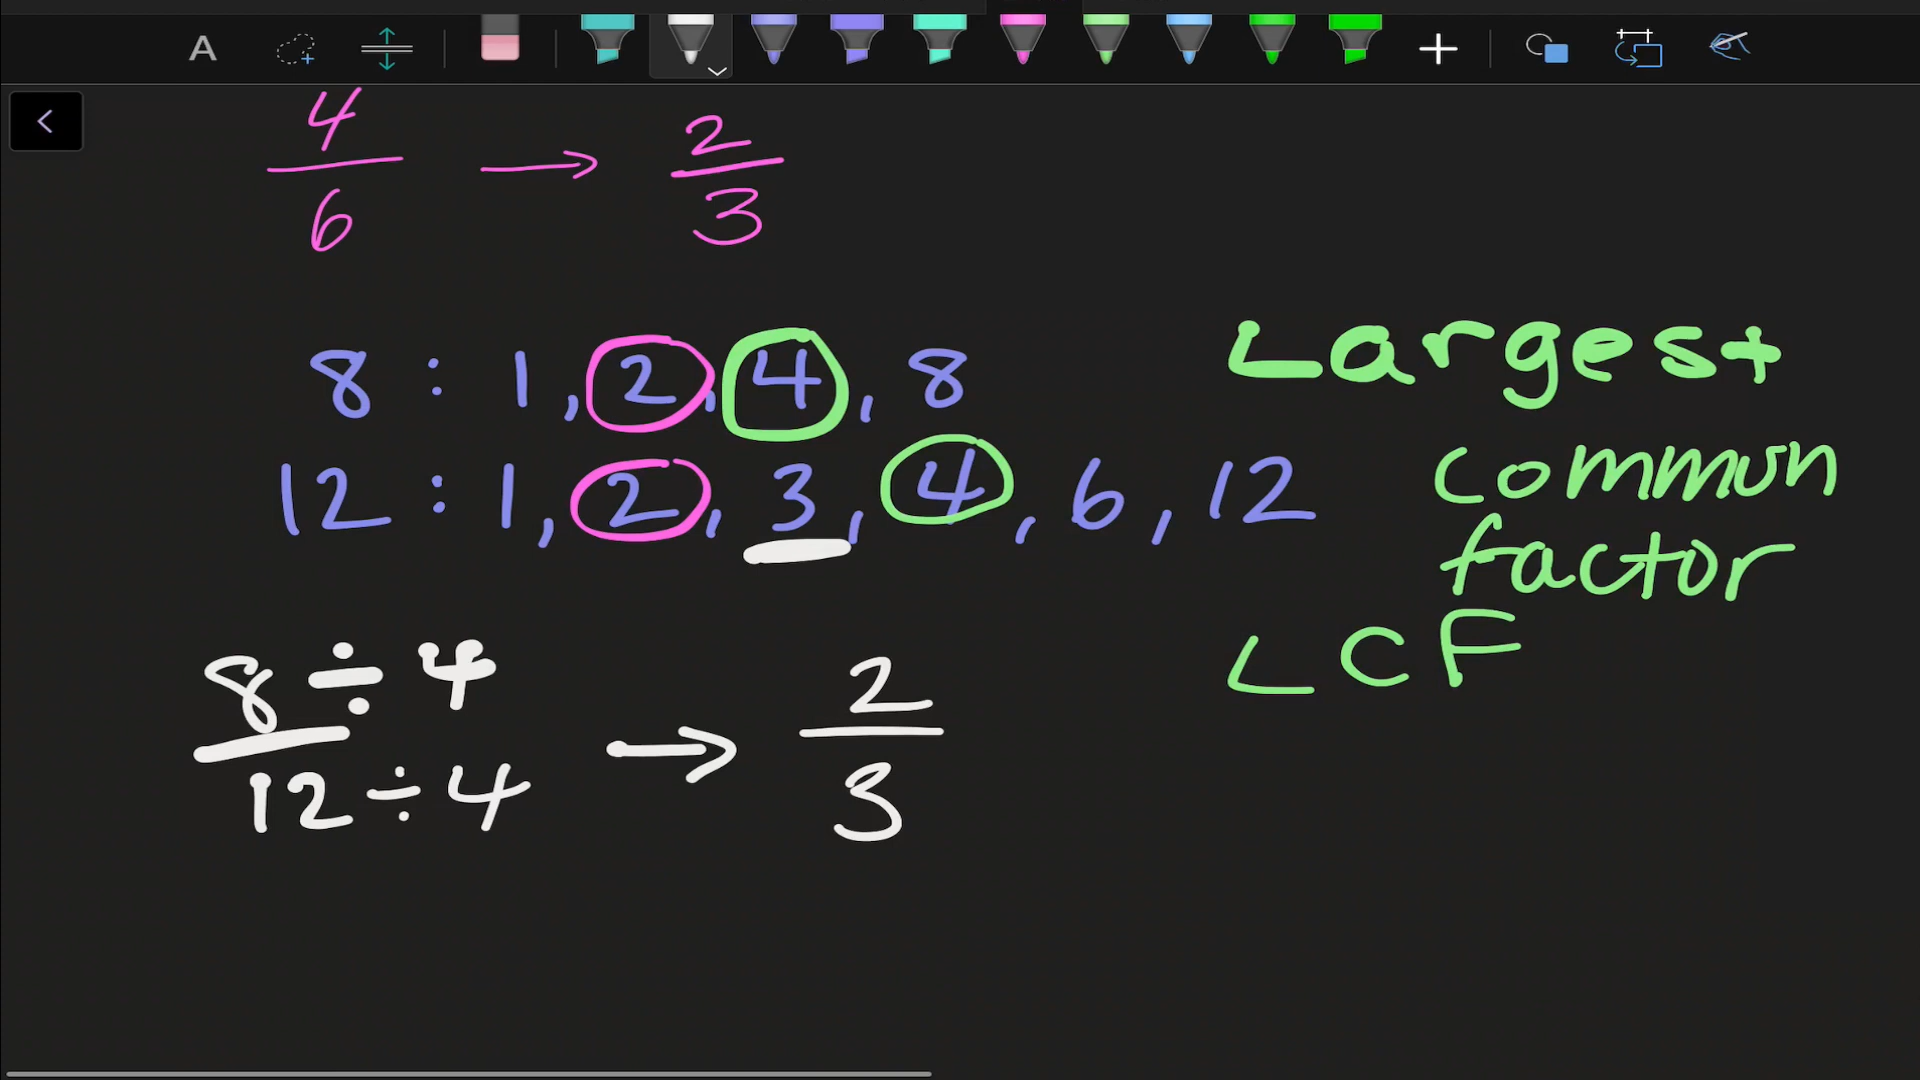 A
4/6 → 2/3
8 : 1, 2, 4, 8
12 : 1, 2, 3, 4, 6, 12
8 ÷ 4 / 12 ÷ 4 → 2/3
Largest
common
factor
LCF